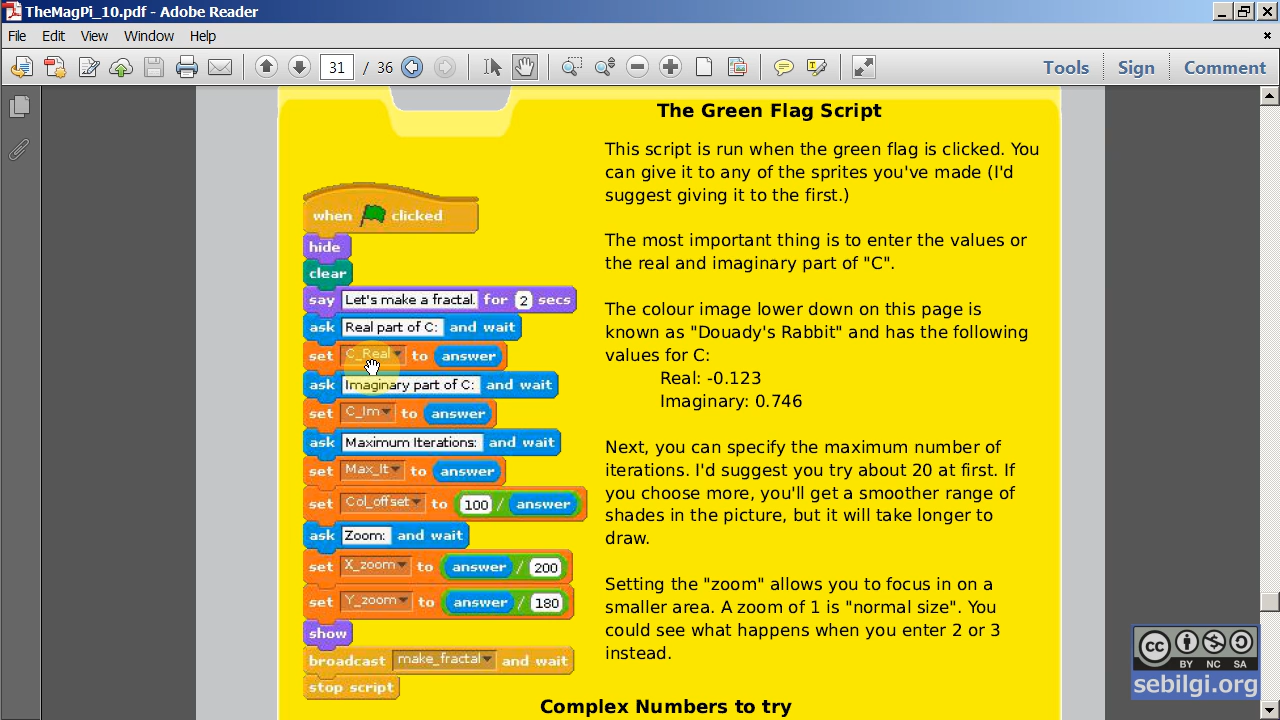 TheMagPi_10.pdf - Adobe Reader
File Edit View Window Help
31 / 36
Tools Sign Comment
The Green Flag Script
This script is run when the green flag is clicked. You
can give it to any of the sprites you've made (I'd
suggest giving it to the first.)
The most important thing is to enter the values or
the real and imaginary part of "C".
The colour image lower down on this page is
known as "Douady's Rabbit" and has the following
values for C:
Real: -0.123
Imaginary: 0.746
Next, you can specify the maximum number of
iterations. I'd suggest you try about 20 at first. If
you choose more, you'll get a smoother range of
shades in the picture, but it will take longer to
draw.
Setting the "zoom" allows you to focus in on a
smaller area. A zoom of 1 is "normal size". You
could see what happens when you enter 2 or 3
instead.
when clicked
hide
clear
say Let's make a fractal. for 2 secs
ask Real part of C: and wait
set C_Real to answer
ask Imaginary part of C: and wait
set C_Im to answer
ask Maximum Iterations: and wait
set Max_It to answer
set Col_offset to 100 / answer
ask Zoom: and wait
set X_zoom to answer / 200
set Y_zoom to answer / 180
show
broadcast make_fractal and wait
stop script
Complex Numbers to try
cc
BY NC SA
sebilgi.org